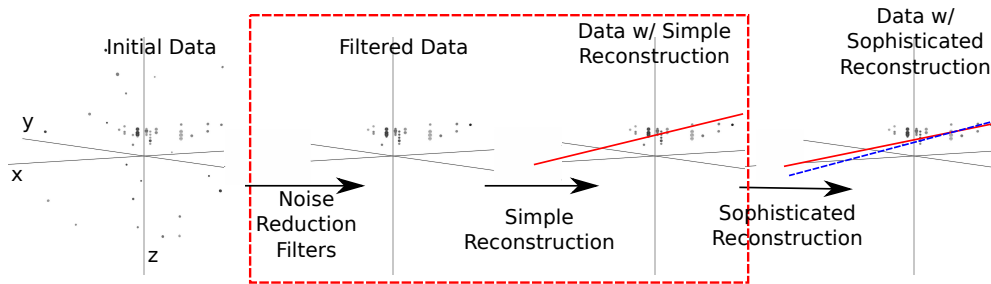 Initial Data
y
x
z
Noise
Reduction
Filters
Filtered Data
Simple
Reconstruction
Data w/ Simple
Reconstruction
Sophisticated
Reconstruction
Data w/
Sophisticated
Reconstruction